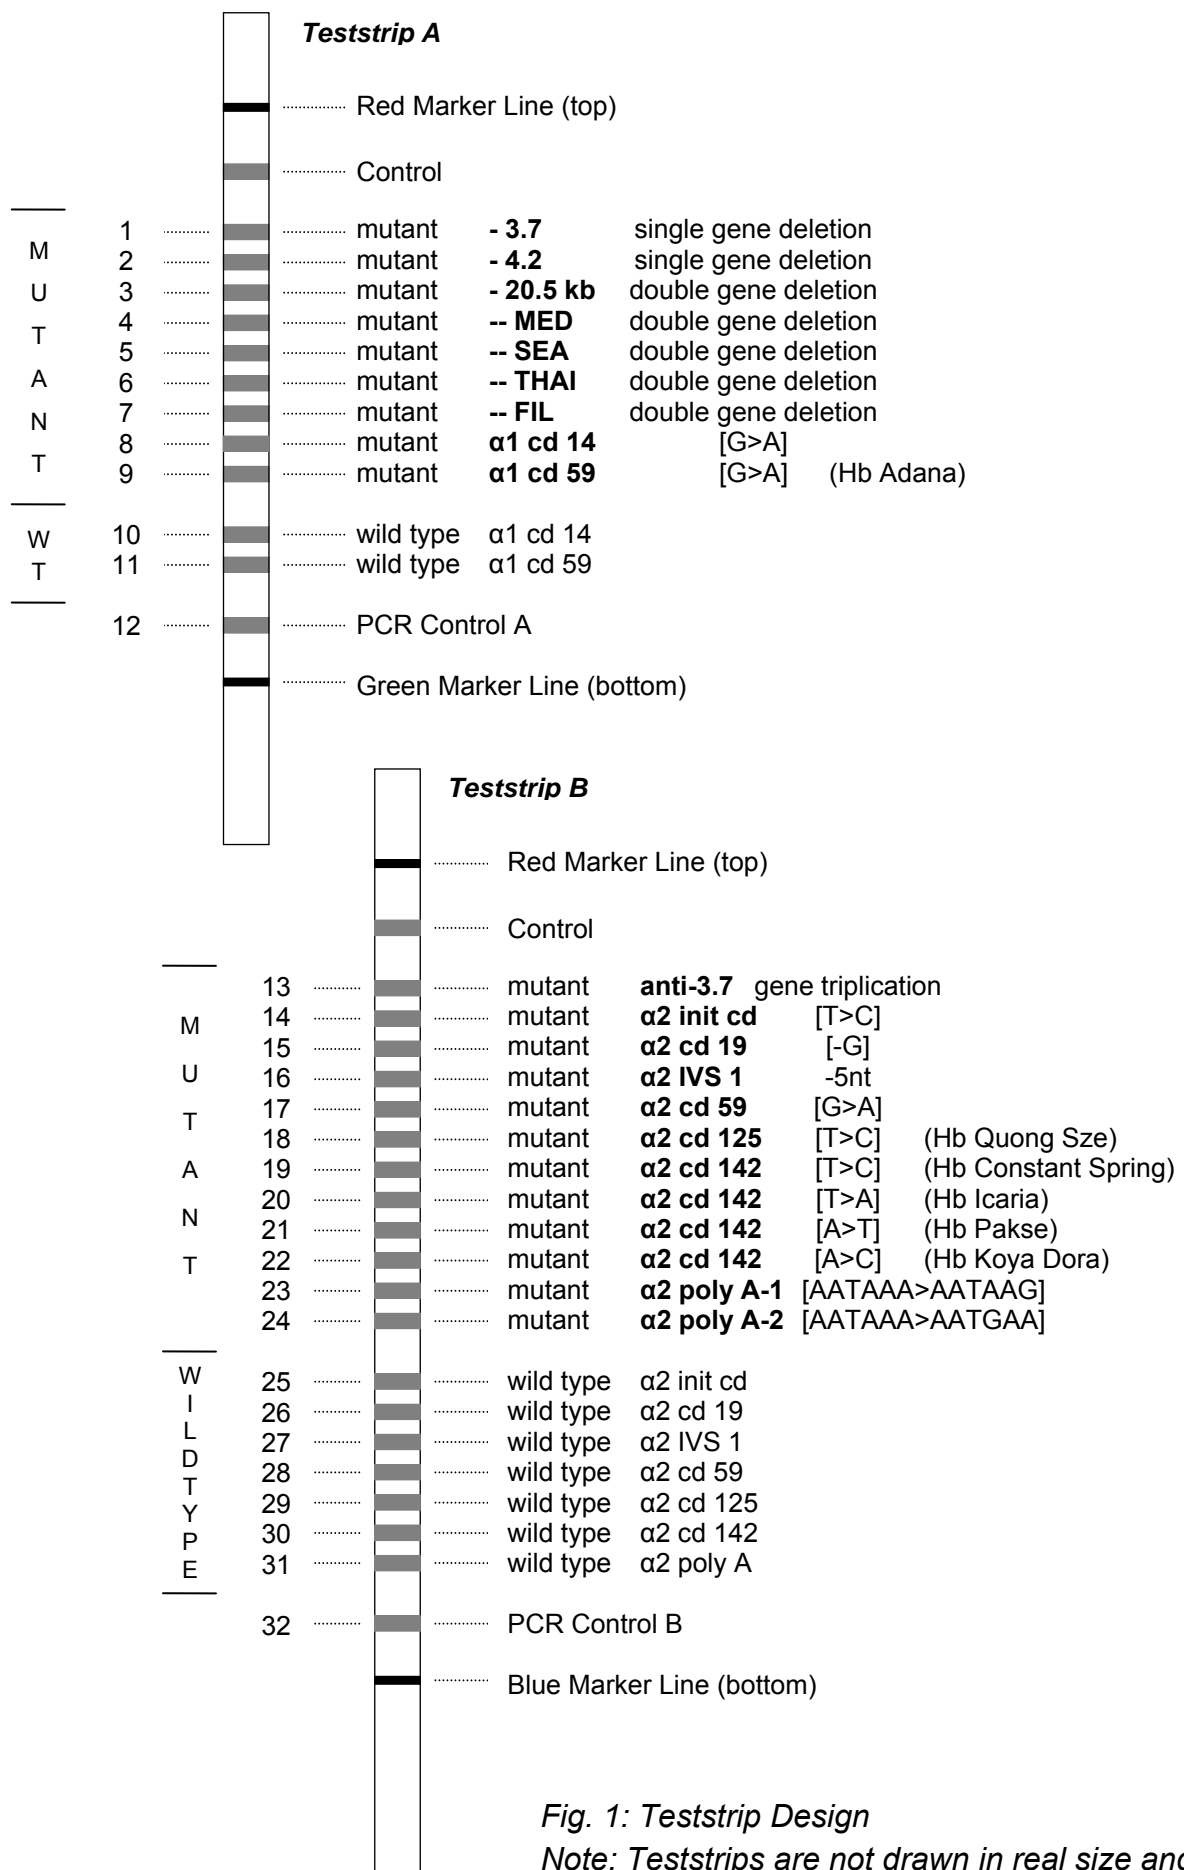 Teststrip A
Red Marker Line (top)
Control
MUTANT
1 mutant - 3.7 single gene deletion
2 mutant - 4.2 single gene deletion
3 mutant - 20.5 kb double gene deletion
4 mutant -- MED double gene deletion
5 mutant -- SEA double gene deletion
6 mutant -- THAI double gene deletion
7 mutant -- FIL double gene deletion
8 mutant α1 cd 14 [G>A]
9 mutant α1 cd 59 [G>A] (Hb Adana)
WT
10 wild type α1 cd 14
11 wild type α1 cd 59
12 PCR Control A
Green Marker Line (bottom)
Teststrip B
Red Marker Line (top)
Control
MUTANT
13 mutant anti-3.7 gene triplication
14 mutant α2 init cd [T>C]
15 mutant α2 cd 19 [-G]
16 mutant α2 IVS 1 -5nt
17 mutant α2 cd 59 [G>A]
18 mutant α2 cd 125 [T>C] (Hb Quong Sze)
19 mutant α2 cd 142 [T>C] (Hb Constant Spring)
20 mutant α2 cd 142 [T>A] (Hb Icaria)
21 mutant α2 cd 142 [A>T] (Hb Pakse)
22 mutant α2 cd 142 [A>C] (Hb Koya Dora)
23 mutant α2 poly A-1 [AATAAA>AATAAG]
24 mutant α2 poly A-2 [AATAAA>AATGAA]
WILDTYPE
25 wild type α2 init cd
26 wild type α2 cd 19
27 wild type α2 IVS 1
28 wild type α2 cd 59
29 wild type α2 cd 125
30 wild type α2 cd 142
31 wild type α2 poly A
32 PCR Control B
Blue Marker Line (bottom)
Fig. 1: Teststrip Design
Note: Teststrips are not drawn in real size and